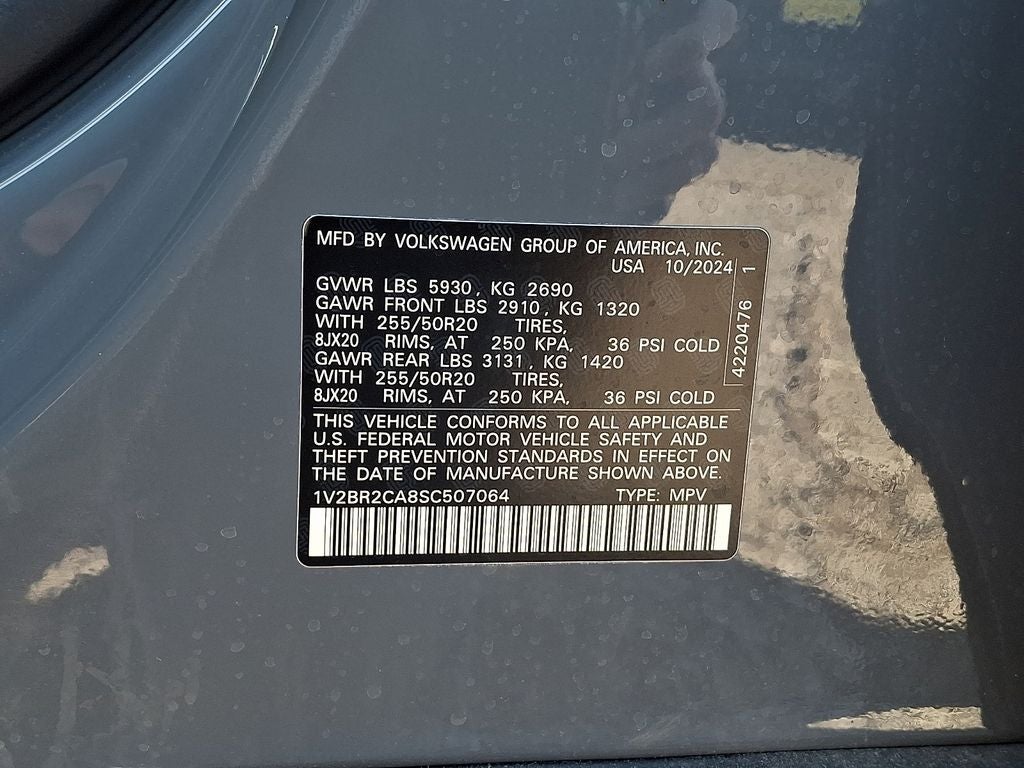 MFD BY VOLKSWAGEN GROUP OF AMERICA, INC.
USA 10/2024
GVWR LBS 5930, KG 2690
GAWR FRONT LBS 2910, KG 1320
WITH 255/50R20 TIRES,
8JX20 RIMS, AT 250 KPA, 36 PSI COLD
GAWR REAR LBS 3131, KG 1420
WITH 255/50R20 TIRES,
8JX20 RIMS, AT 250 KPA, 36 PSI COLD
THIS VEHICLE CONFORMS TO ALL APPLICABLE
U.S. FEDERAL MOTOR VEHICLE SAFETY AND
THEFT PREVENTION STANDARDS IN EFFECT ON
THE DATE OF MANUFACTURE SHOWN ABOVE.
1V2BR2CA8SC507064 TYPE: MPV
4220476 1